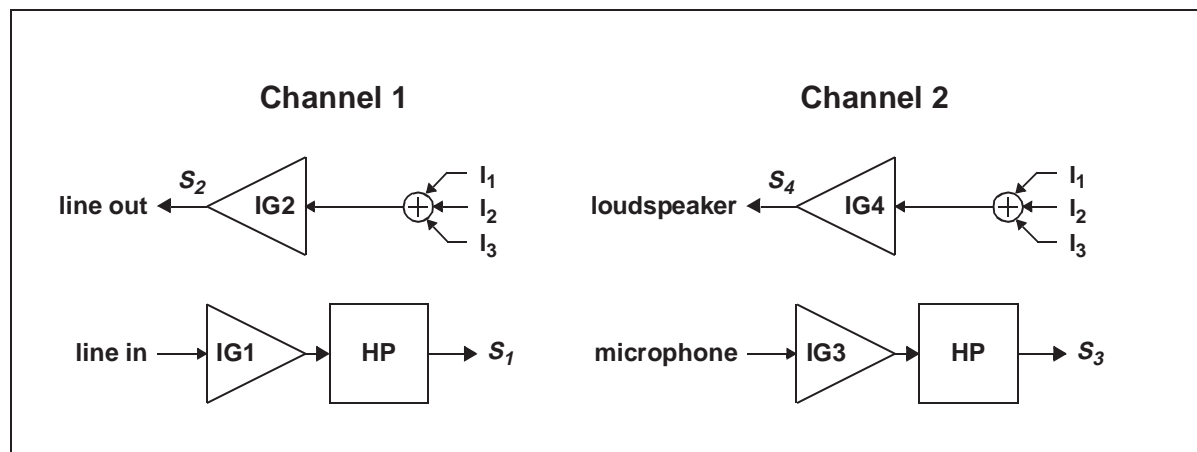 Channel 1
S2
IG2
line out
I1
I2
I3
line in
IG1
HP
S1
Channel 2
S4
IG4
loudspeaker
I1
I2
I3
microphone
IG3
HP
S3